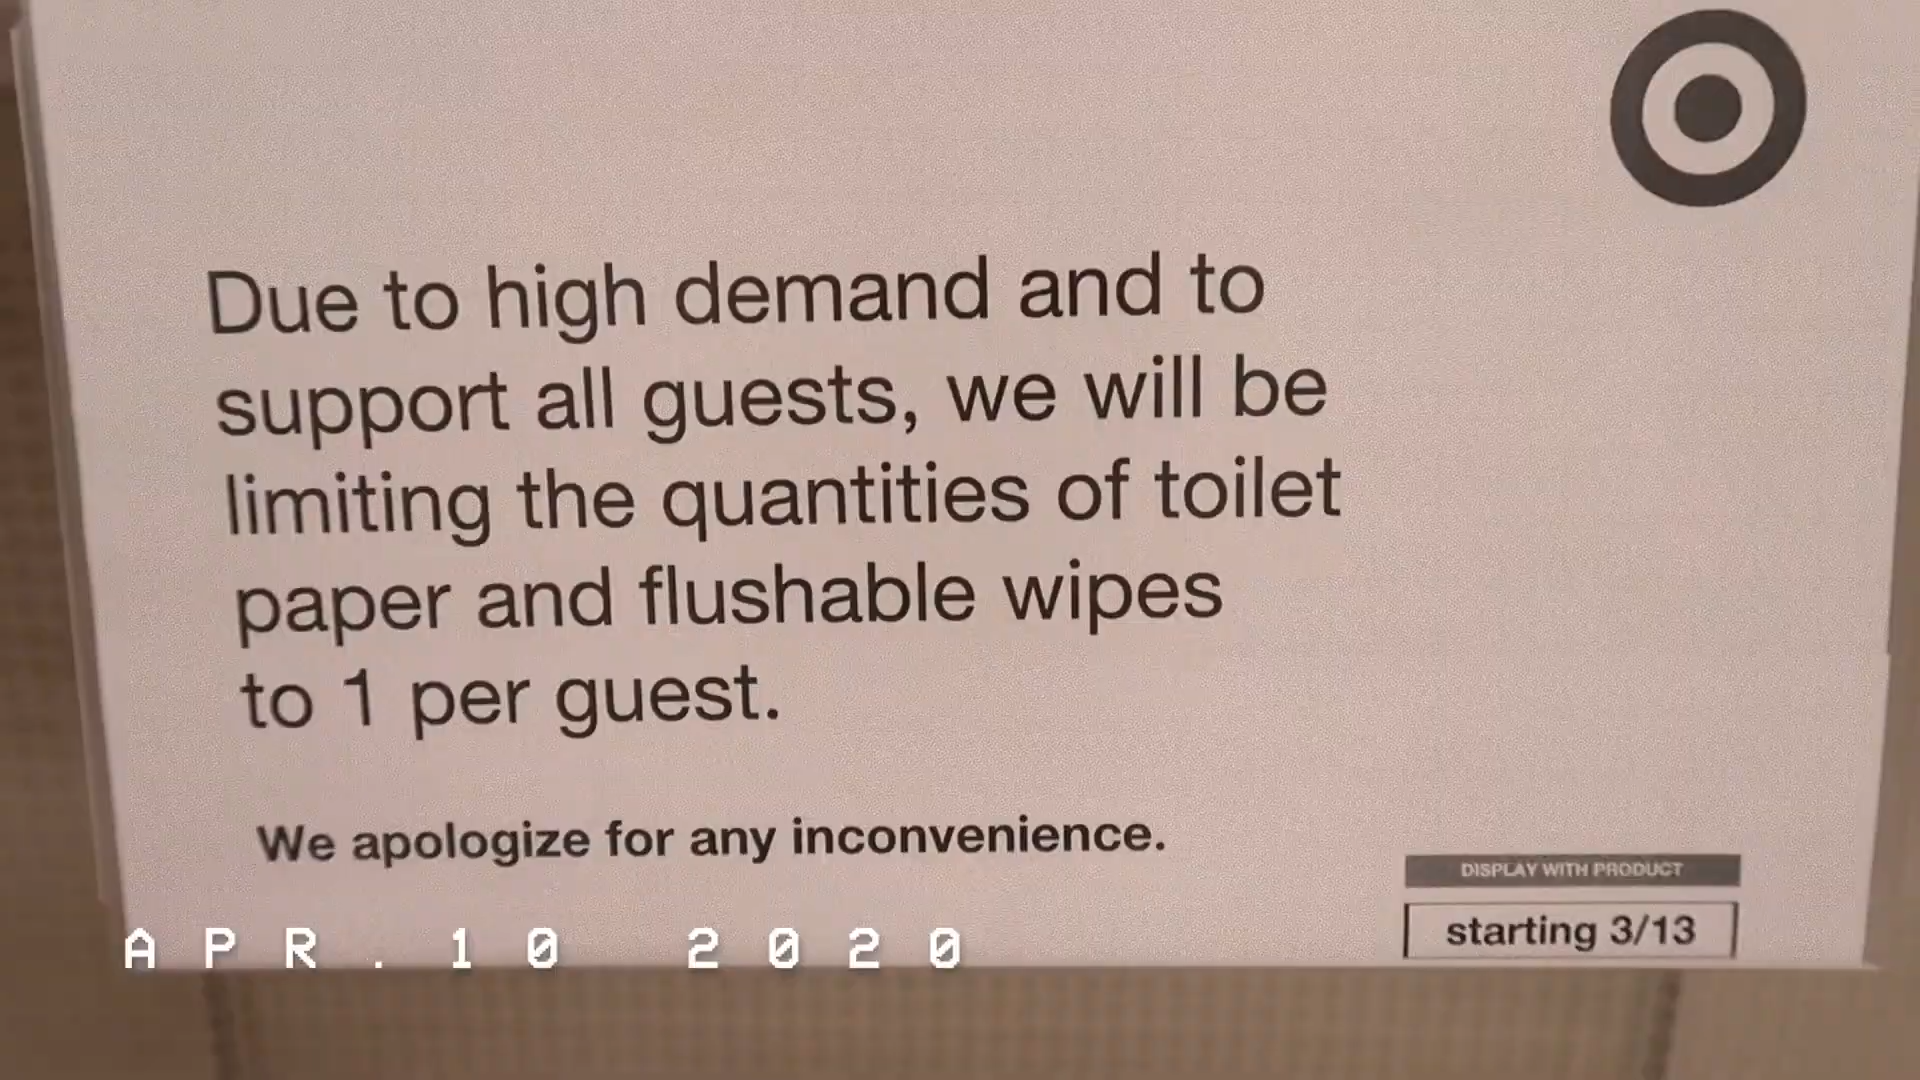 Due to high demand and to
support all guests, we will be
limiting the quantities of toilet
paper and flushable wipes
to 1 per guest.
We apologize for any inconvenience.
DISPLAY WITH PRODUCT
starting 3/13
APR.10 2020